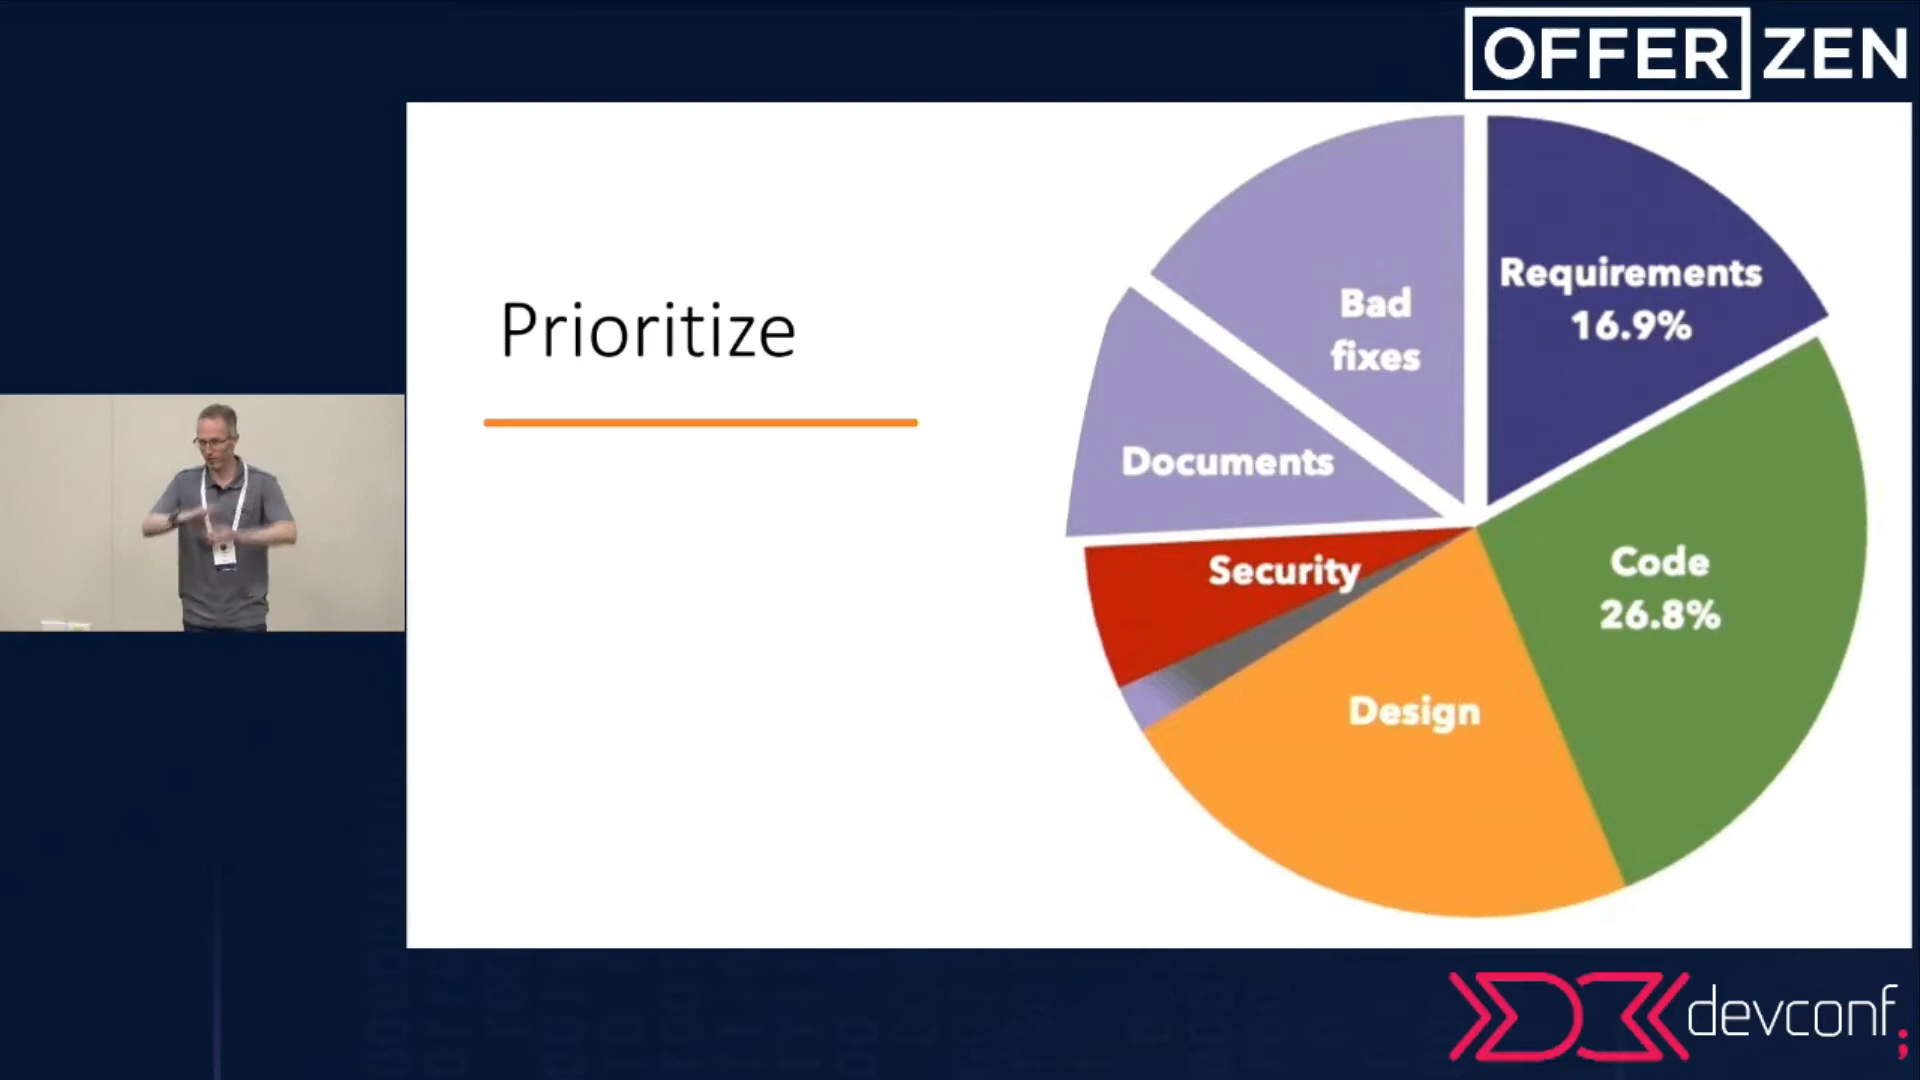 OFFER ZEN
Prioritize
Bad
fixes
Requirements
16.9%
Documents
Security
Code
26.8%
Design
devconf;